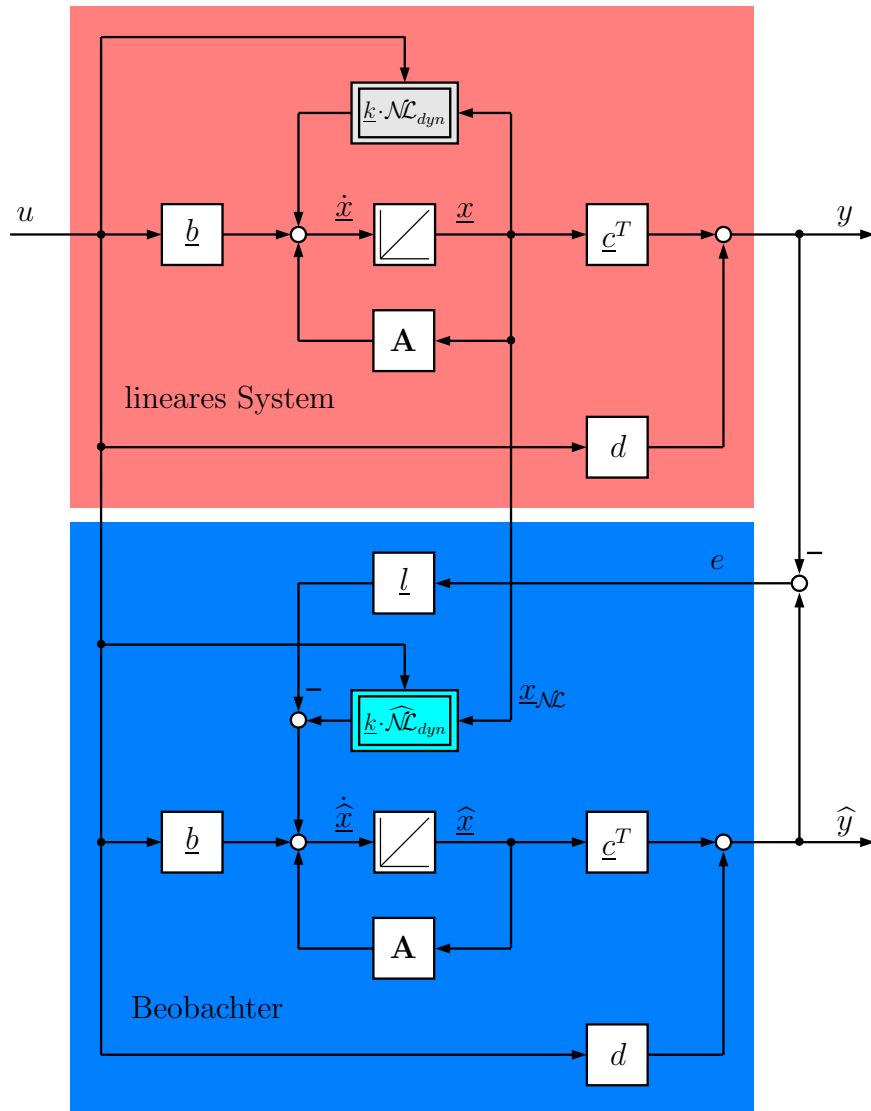 k·NL_dyn
u
b
ẋ
x
c^T
y
A
lineares System
d
l
e
−
−
k·N̂L_dyn
x_NL
b
x̂̇
x̂
c^T
ŷ
A
Beobachter
d